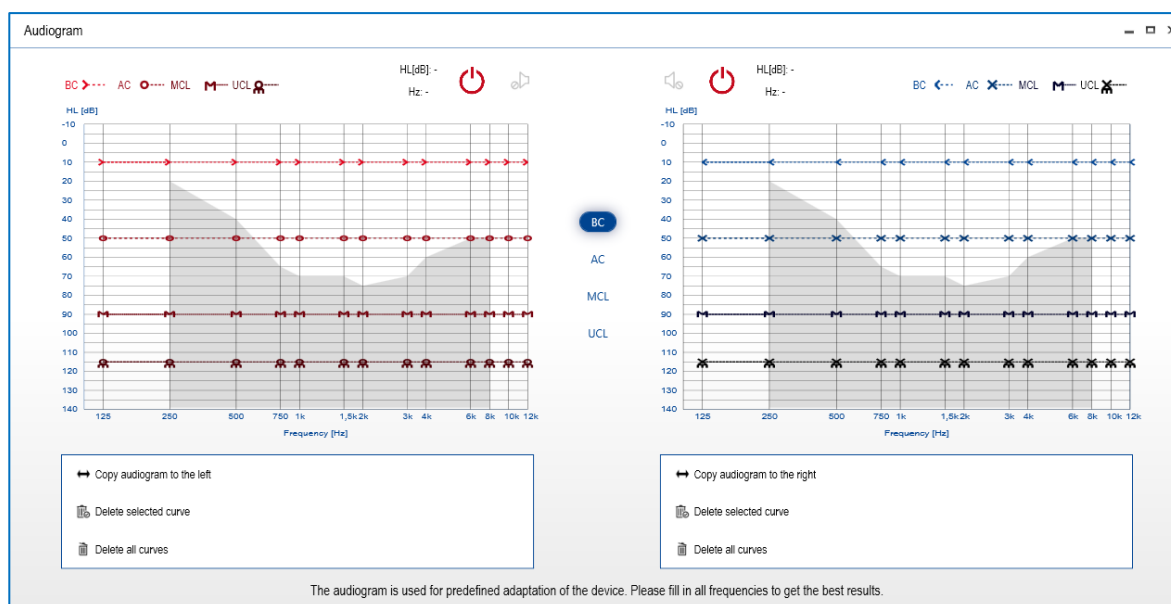 Audiogram
BC AC MCL UCL
HL[dB]: -
Hz: -
HL[dB]: -
Hz: -
BC AC MCL UCL
HL [dB]
-10
0
10
20
30
40
50
60
70
80
90
100
110
120
130
140
125 250 500 750 1k 1,5k 2k 3k 4k 6k 8k 10k 12k
Frequency [Hz]
BC
AC
MCL
UCL
HL [dB]
-10
0
10
20
30
40
50
60
70
80
90
100
110
120
130
140
125 250 500 750 1k 1,5k 2k 3k 4k 6k 8k 10k 12k
Frequency [Hz]
Copy audiogram to the left
Delete selected curve
Delete all curves
Copy audiogram to the right
Delete selected curve
Delete all curves
The audiogram is used for predefined adaptation of the device. Please fill in all frequencies to get the best results.